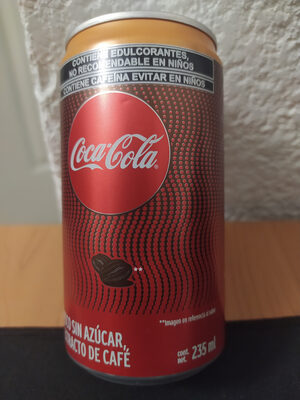 CONTIENE EDULCORANTES,
NO RECOMENDABLE EN NIÑOS
CONTIENE CAFEÍNA EVITAR EN NIÑOS
Coca-Cola
**
**Imagen en referencia al sabor
SIN AZÚCAR,
DE CAFÉ
cont.
net. 235 ml